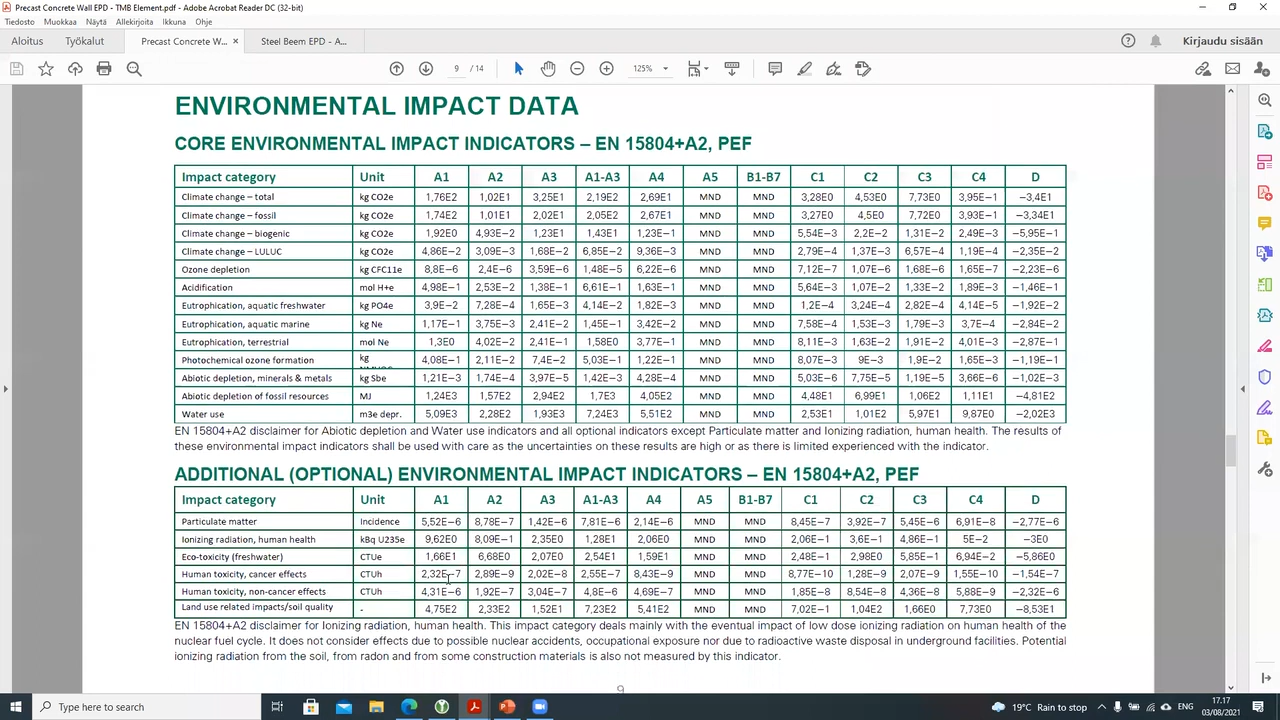 Precast Concrete Wall EPD - TMB Element.pdf - Adobe Acrobat Reader DC (32-bit)
Tiedosto Muokkaa Näytä Allekirjoita Ikkuna Ohje
Aloitus Työkalut Precast Concrete W... × Steel Beem EPD - A... Kirjaudu sisään
9 / 14 125%
ENVIRONMENTAL IMPACT DATA
CORE ENVIRONMENTAL IMPACT INDICATORS – EN 15804+A2, PEF
Impact category Unit A1 A2 A3 A1-A3 A4 A5 B1-B7 C1 C2 C3 C4 D
Climate change – total kg CO2e 1,76E2 1,02E1 3,25E1 2,19E2 2,69E1 MND MND 3,28E0 4,53E0 7,73E0 3,95E−1 −3,4E1
Climate change – fossil kg CO2e 1,74E2 1,01E1 2,02E1 2,05E2 2,67E1 MND MND 3,27E0 4,5E0 7,72E0 3,93E−1 −3,34E1
Climate change – biogenic kg CO2e 1,92E0 4,93E−2 1,23E1 1,43E1 1,23E−1 MND MND 5,54E−3 2,2E−2 1,31E−2 2,49E−3 −5,95E−1
Climate change – LULUC kg CO2e 4,86E−2 3,09E−3 1,68E−2 6,85E−2 9,36E−3 MND MND 2,79E−4 1,37E−3 6,57E−4 1,19E−4 −2,35E−2
Ozone depletion kg CFC11e 8,8E−6 2,4E−6 3,59E−6 1,48E−5 6,22E−6 MND MND 7,12E−7 1,07E−6 1,68E−6 1,65E−7 −2,23E−6
Acidification mol H+e 4,98E−1 2,53E−2 1,38E−1 6,61E−1 1,63E−1 MND MND 5,64E−3 1,07E−2 1,33E−2 1,89E−3 −1,46E−1
Eutrophication, aquatic freshwater kg PO4e 3,9E−2 7,28E−4 1,65E−3 4,14E−2 1,82E−3 MND MND 1,2E−4 3,24E−4 2,82E−4 4,14E−5 −1,92E−2
Eutrophication, aquatic marine kg Ne 1,17E−1 3,75E−3 2,41E−2 1,45E−1 3,42E−2 MND MND 7,58E−4 1,53E−3 1,79E−3 3,7E−4 −2,84E−2
Eutrophication, terrestrial mol Ne 1,3E0 4,02E−2 2,41E−1 1,58E0 3,77E−1 MND MND 8,11E−3 1,63E−2 1,91E−2 4,01E−3 −2,87E−1
Photochemical ozone formation kg 4,08E−1 2,11E−2 7,4E−2 5,03E−1 1,22E−1 MND MND 8,07E−3 9E−3 1,9E−2 1,65E−3 −1,19E−1
Abiotic depletion, minerals & metals kg Sbe 1,21E−3 1,74E−4 3,97E−5 1,42E−3 4,28E−4 MND MND 5,03E−6 7,75E−5 1,19E−5 3,66E−6 −1,02E−3
Abiotic depletion of fossil resources MJ 1,24E3 1,57E2 2,94E2 1,7E3 4,05E2 MND MND 4,48E1 6,99E1 1,06E2 1,11E1 −4,81E2
Water use m3e depr. 5,09E3 2,28E2 1,93E3 7,24E3 5,51E2 MND MND 2,53E1 1,01E2 5,97E1 9,87E0 −2,02E3
EN 15804+A2 disclaimer for Abiotic depletion and Water use indicators and all optional indicators except Particulate matter and Ionizing radiation, human health. The results of
these environmental impact indicators shall be used with care as the uncertainties on these results are high or as there is limited experienced with the indicator.
ADDITIONAL (OPTIONAL) ENVIRONMENTAL IMPACT INDICATORS – EN 15804+A2, PEF
Impact category Unit A1 A2 A3 A1-A3 A4 A5 B1-B7 C1 C2 C3 C4 D
Particulate matter Incidence 5,52E−6 8,78E−7 1,42E−6 7,81E−6 2,14E−6 MND MND 8,45E−7 3,92E−7 5,45E−6 6,91E−8 −2,77E−6
Ionizing radiation, human health kBq U235e 9,62E0 8,09E−1 2,35E0 1,28E1 2,06E0 MND MND 2,06E−1 3,6E−1 4,86E−1 5E−2 −3E0
Eco-toxicity (freshwater) CTUe 1,66E1 6,68E0 2,07E0 2,54E1 1,59E1 MND MND 2,48E−1 2,98E0 5,85E−1 6,94E−2 −5,86E0
Human toxicity, cancer effects CTUh 2,32E−7 2,89E−9 2,02E−8 2,55E−7 8,43E−9 MND MND 8,77E−10 1,28E−9 2,07E−9 1,55E−10 −1,54E−7
Human toxicity, non-cancer effects CTUh 4,31E−6 1,92E−7 3,04E−7 4,8E−6 4,69E−7 MND MND 1,85E−8 8,54E−8 4,36E−8 5,88E−9 −2,32E−6
Land use related impacts/soil quality - 4,75E2 2,33E2 1,52E1 7,23E2 5,41E2 MND MND 7,02E−1 1,04E2 1,66E0 7,73E0 −8,53E1
EN 15804+A2 disclaimer for Ionizing radiation, human health. This impact category deals mainly with the eventual impact of low dose ionizing radiation on human health of the
nuclear fuel cycle. It does not consider effects due to possible nuclear accidents, occupational exposure nor due to radioactive waste disposal in underground facilities. Potential
ionizing radiation from the soil, from radon and from some construction materials is also not measured by this indicator.
9
Type here to search 19°C Rain to stop ENG 17.17
03/08/2021